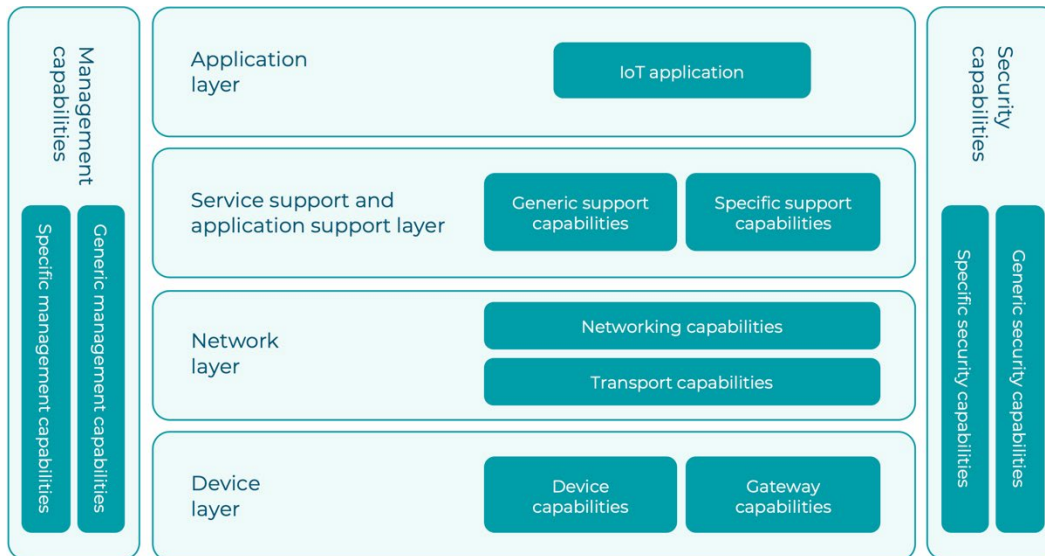 Management
capabilities
Specific management capabilities
Generic management capabilities
Application
layer
IoT application
Service support and
application support layer
Generic support
capabilities
Specific support
capabilities
Network
layer
Networking capabilities
Transport capabilities
Device
layer
Device
capabilities
Gateway
capabilities
Security
capabilities
Specific security capabilities
Generic security capabilities